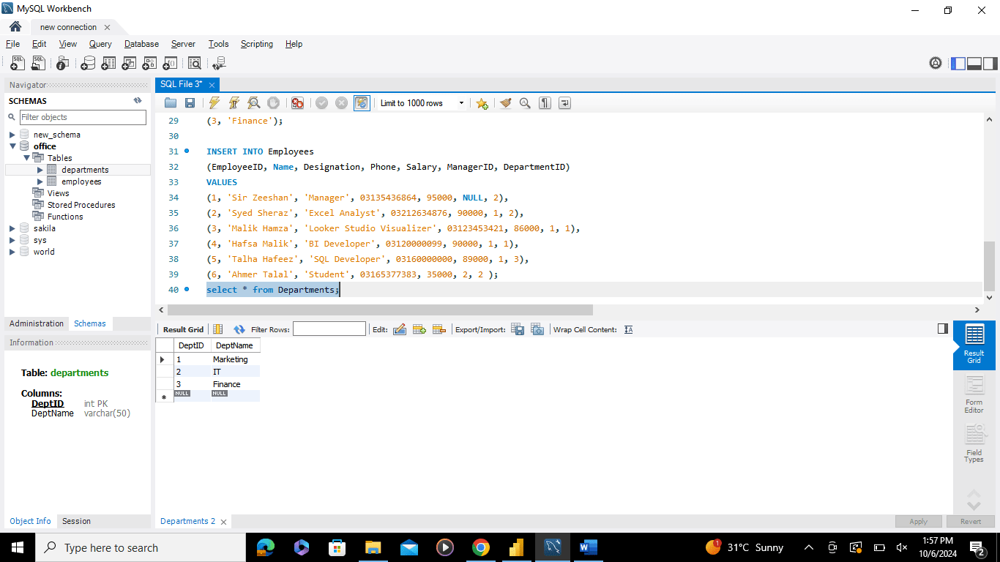 MySQL Workbench
new connection
File Edit View Query Database Server Tools Scripting Help
Navigator
SCHEMAS
Filter objects
new_schema
office
Tables
departments
employees
Views
Stored Procedures
Functions
sakila
sys
world
Administration Schemas
Information
Table: departments
Columns:
DeptID int PK
DeptName varchar(50)
Object Info Session
SQL File 3*
Limit to 1000 rows
29 (3, 'Finance');
30
31 INSERT INTO Employees
32 (EmployeeID, Name, Designation, Phone, Salary, ManagerID, DepartmentID)
33 VALUES
34 (1, 'Sir Zeeshan', 'Manager', 03135436864, 95000, NULL, 2),
35 (2, 'Syed Sheraz', 'Excel Analyst', 03212634876, 90000, 1, 2),
36 (3, 'Malik Hamza', 'Looker Studio Visualizer', 03123453421, 86000, 1, 1),
37 (4, 'Hafsa Malik', 'BI Developer', 03120000099, 90000, 1, 1),
38 (5, 'Talha Hafeez', 'SQL Developer', 03160000000, 89000, 1, 3),
39 (6, 'Ahmer Talal', 'Student', 03165377383, 35000, 2, 2 );
40 select * from Departments;
Result Grid Filter Rows: Edit: Export/Import: Wrap Cell Content:
DeptID DeptName
1 Marketing
2 IT
3 Finance
NULL NULL
Result
Grid
Form
Editor
Field
Types
Departments 2
Apply Revert
Type here to search
31°C Sunny
1:57 PM
10/6/2024
2